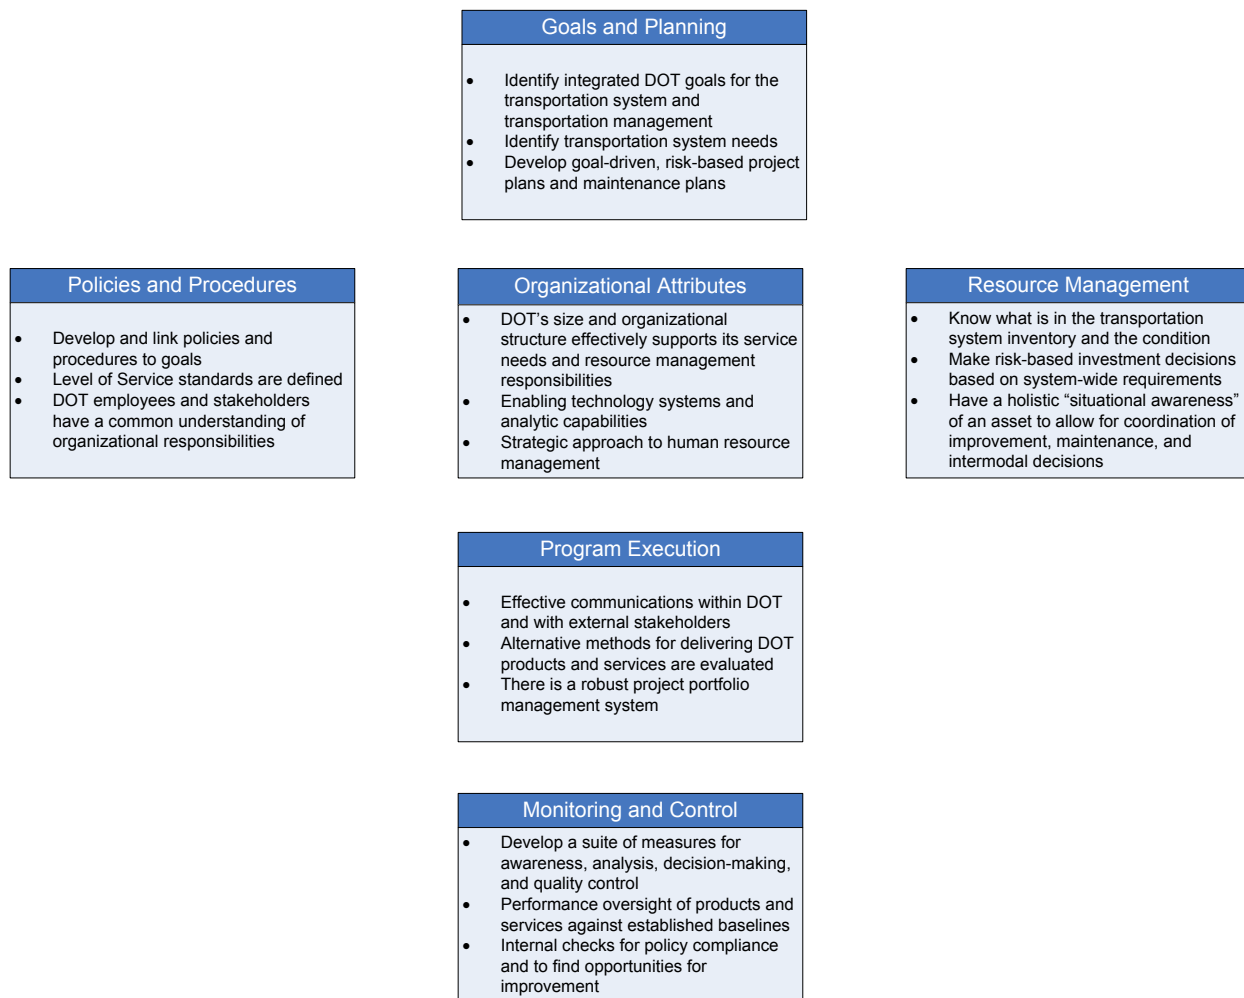 Goals and Planning
• Identify integrated DOT goals for the
transportation system and
transportation management
• Identify transportation system needs
• Develop goal-driven, risk-based project
plans and maintenance plans
Policies and Procedures
• Develop and link policies and
procedures to goals
• Level of Service standards are defined
• DOT employees and stakeholders
have a common understanding of
organizational responsibilities
Organizational Attributes
• DOT's size and organizational
structure effectively supports its service
needs and resource management
responsibilities
• Enabling technology systems and
analytic capabilities
• Strategic approach to human resource
management
Resource Management
• Know what is in the transportation
system inventory and the condition
• Make risk-based investment decisions
based on system-wide requirements
• Have a holistic “situational awareness”
of an asset to allow for coordination of
improvement, maintenance, and
intermodal decisions
Program Execution
• Effective communications within DOT
and with external stakeholders
• Alternative methods for delivering DOT
products and services are evaluated
• There is a robust project portfolio
management system
Monitoring and Control
• Develop a suite of measures for
awareness, analysis, decision-making,
and quality control
• Performance oversight of products and
services against established baselines
• Internal checks for policy compliance
and to find opportunities for
improvement